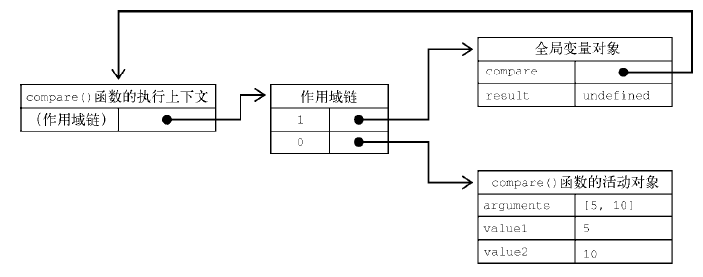 compare()函数的执行上下文
(作用域链)
作用域链
1
0
全局变量对象
compare
result undefined
compare()函数的活动对象
arguments [5, 10]
value1 5
value2 10